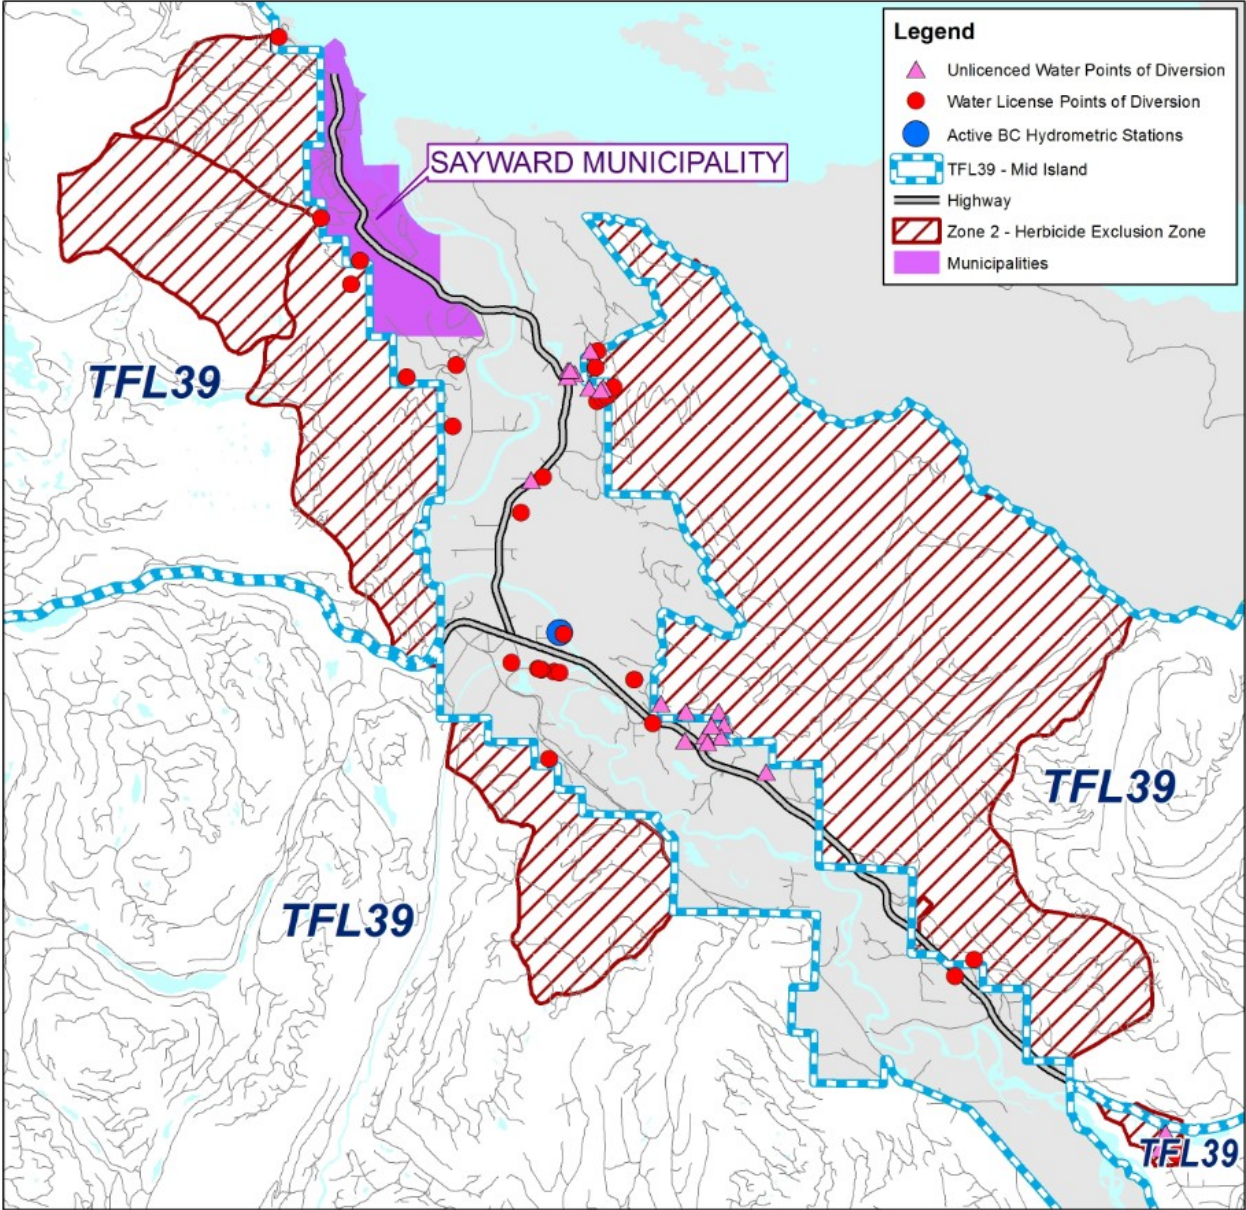 Legend
Unlicenced Water Points of Diversion
Water License Points of Diversion
Active BC Hydrometric Stations
TFL39 - Mid Island
Highway
Zone 2 - Herbicide Exclusion Zone
Municipalities
SAYWARD MUNICIPALITY
TFL39
TFL39
TFL39
TFL39